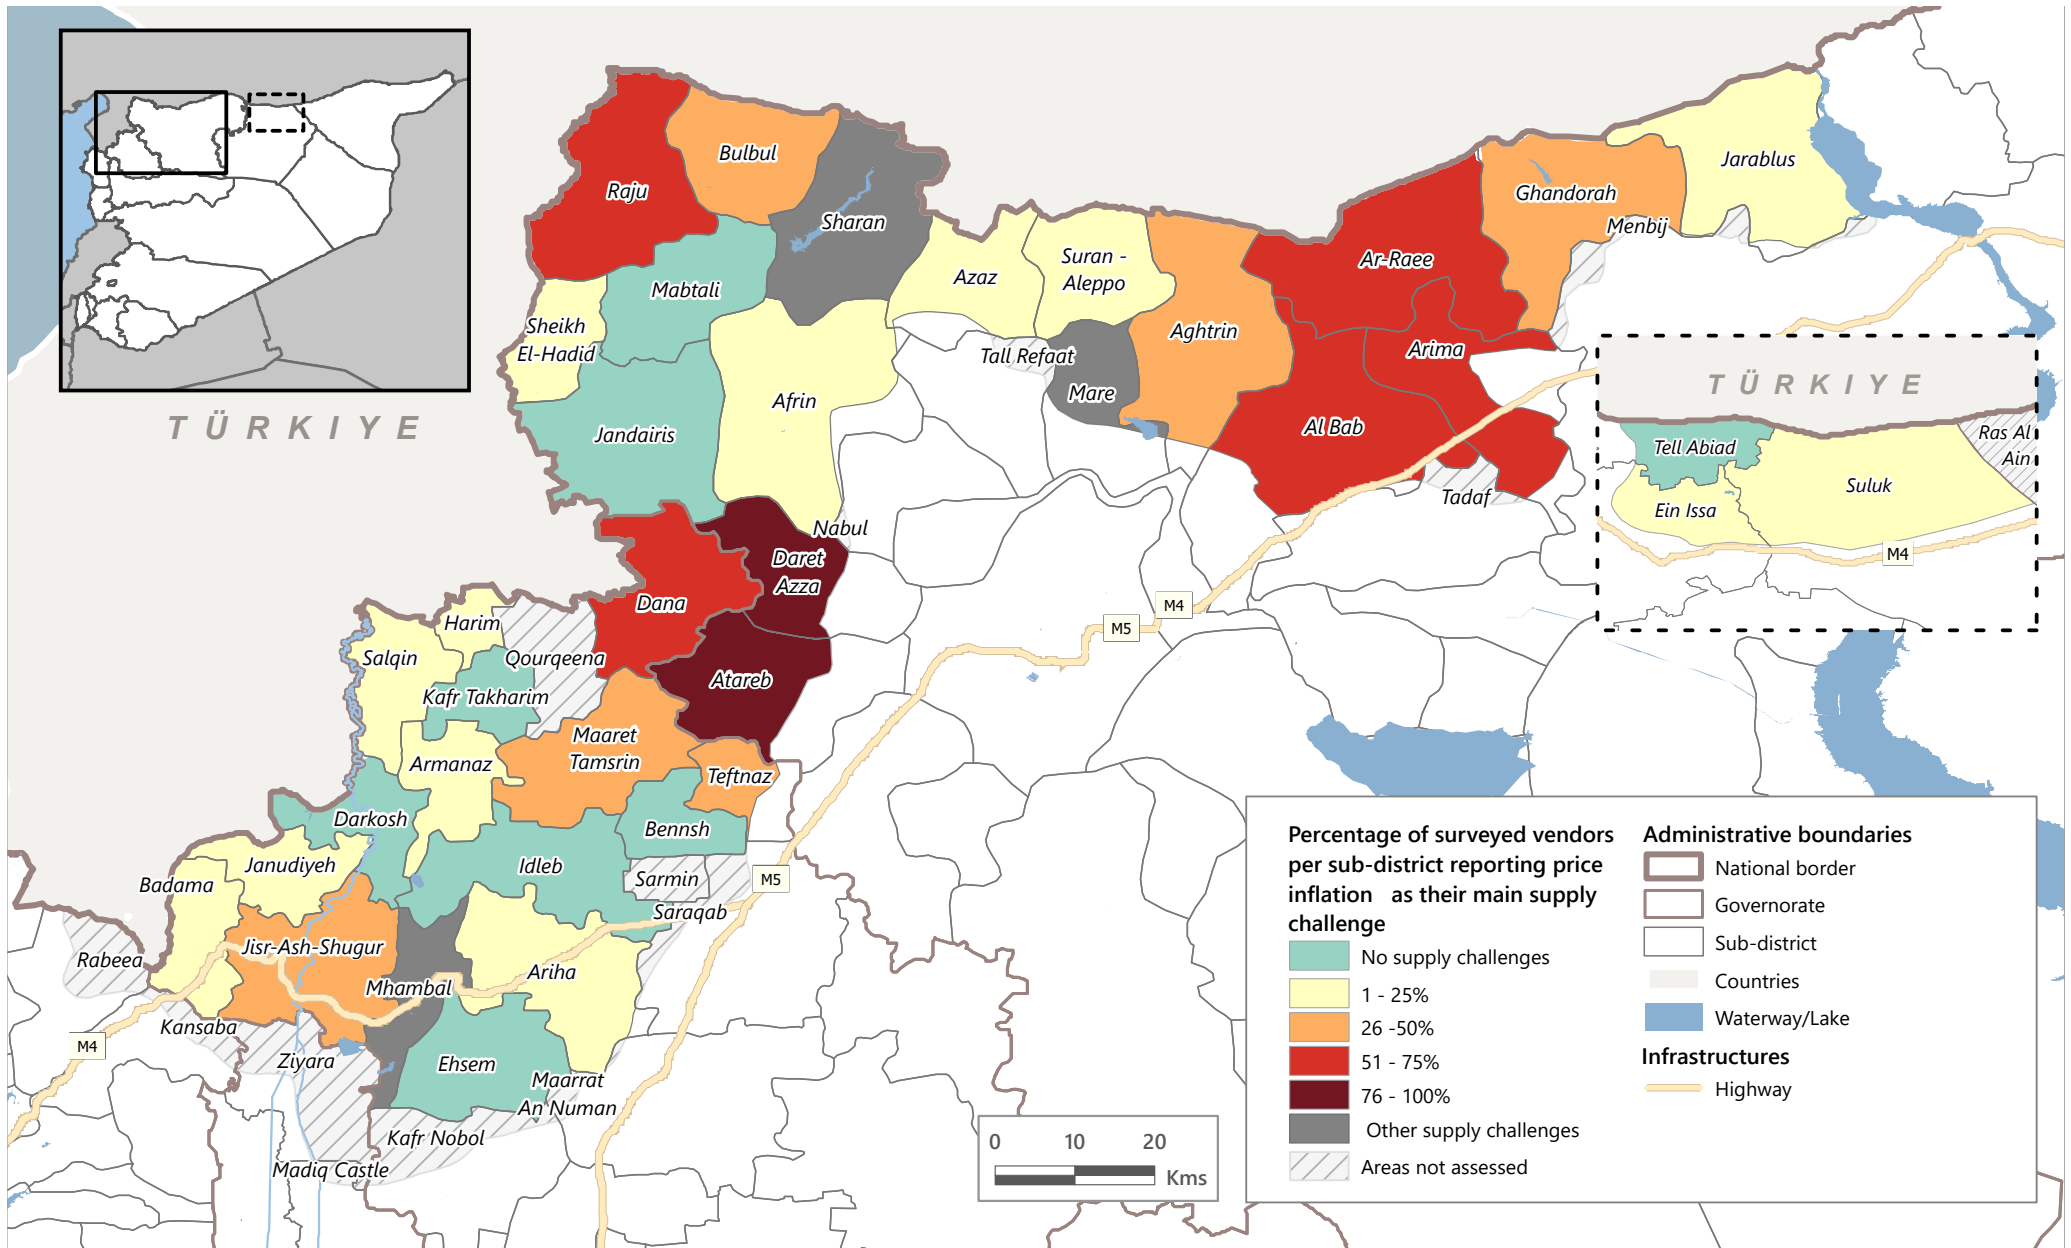 TÜRKIYE
Raju
Bulbul
Sharan
Mabtali
Sheikh
El-Hadid
Jandairis
Afrin
Azaz
Suran -
Aleppo
Tall Refaat
Mare
Aghtrin
Ar-Raee
Arima
Al Bab
Tadaf
Ghandorah
Menbij
Jarablus
TÜRKIYE
Tell Abiad
Ras Al
Ain
Suluk
Ein Issa
M4
Nabul
Daret
Azza
Dana
Atareb
M4
M5
Harim
Salqin
Qourqeena
Kafr Takharim
Maaret
Tamsrin
Armanaz
Teftnaz
Darkosh
Bennsh
Janudiyeh
Idleb
Sarmin
M5
Badama
Saraqab
Jisr-Ash-Shugur
Rabeea
Ariha
Mhambal
Kansaba
M4
Ziyara
Ehsem
Maarrat
An Numan
Kafr Nobol
Madiq Castle
0 10 20
Kms
Percentage of surveyed vendors
per sub-district reporting price
inflation as their main supply
challenge
No supply challenges
1 - 25%
26 -50%
51 - 75%
76 - 100%
Other supply challenges
Areas not assessed
Administrative boundaries
National border
Governorate
Sub-district
Countries
Waterway/Lake
Infrastructures
Highway